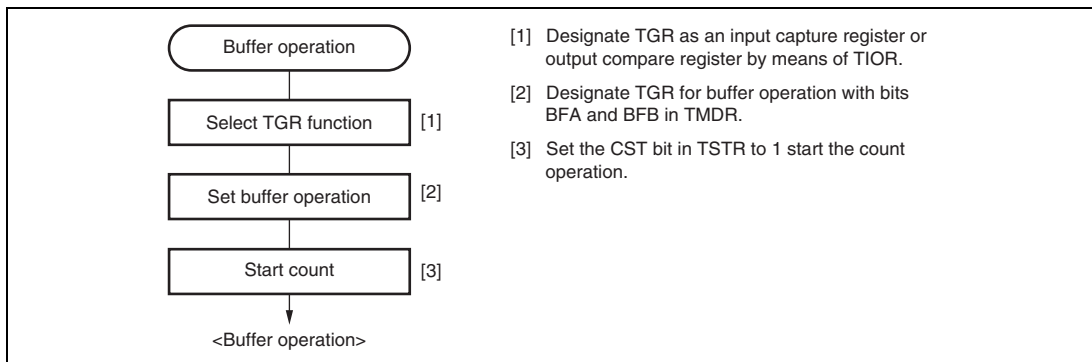 Buffer operation
Select TGR function
[1]
Set buffer operation
[2]
Start count
[3]
<Buffer operation>
[1] Designate TGR as an input capture register or
output compare register by means of TIOR.
[2] Designate TGR for buffer operation with bits
BFA and BFB in TMDR.
[3] Set the CST bit in TSTR to 1 start the count
operation.